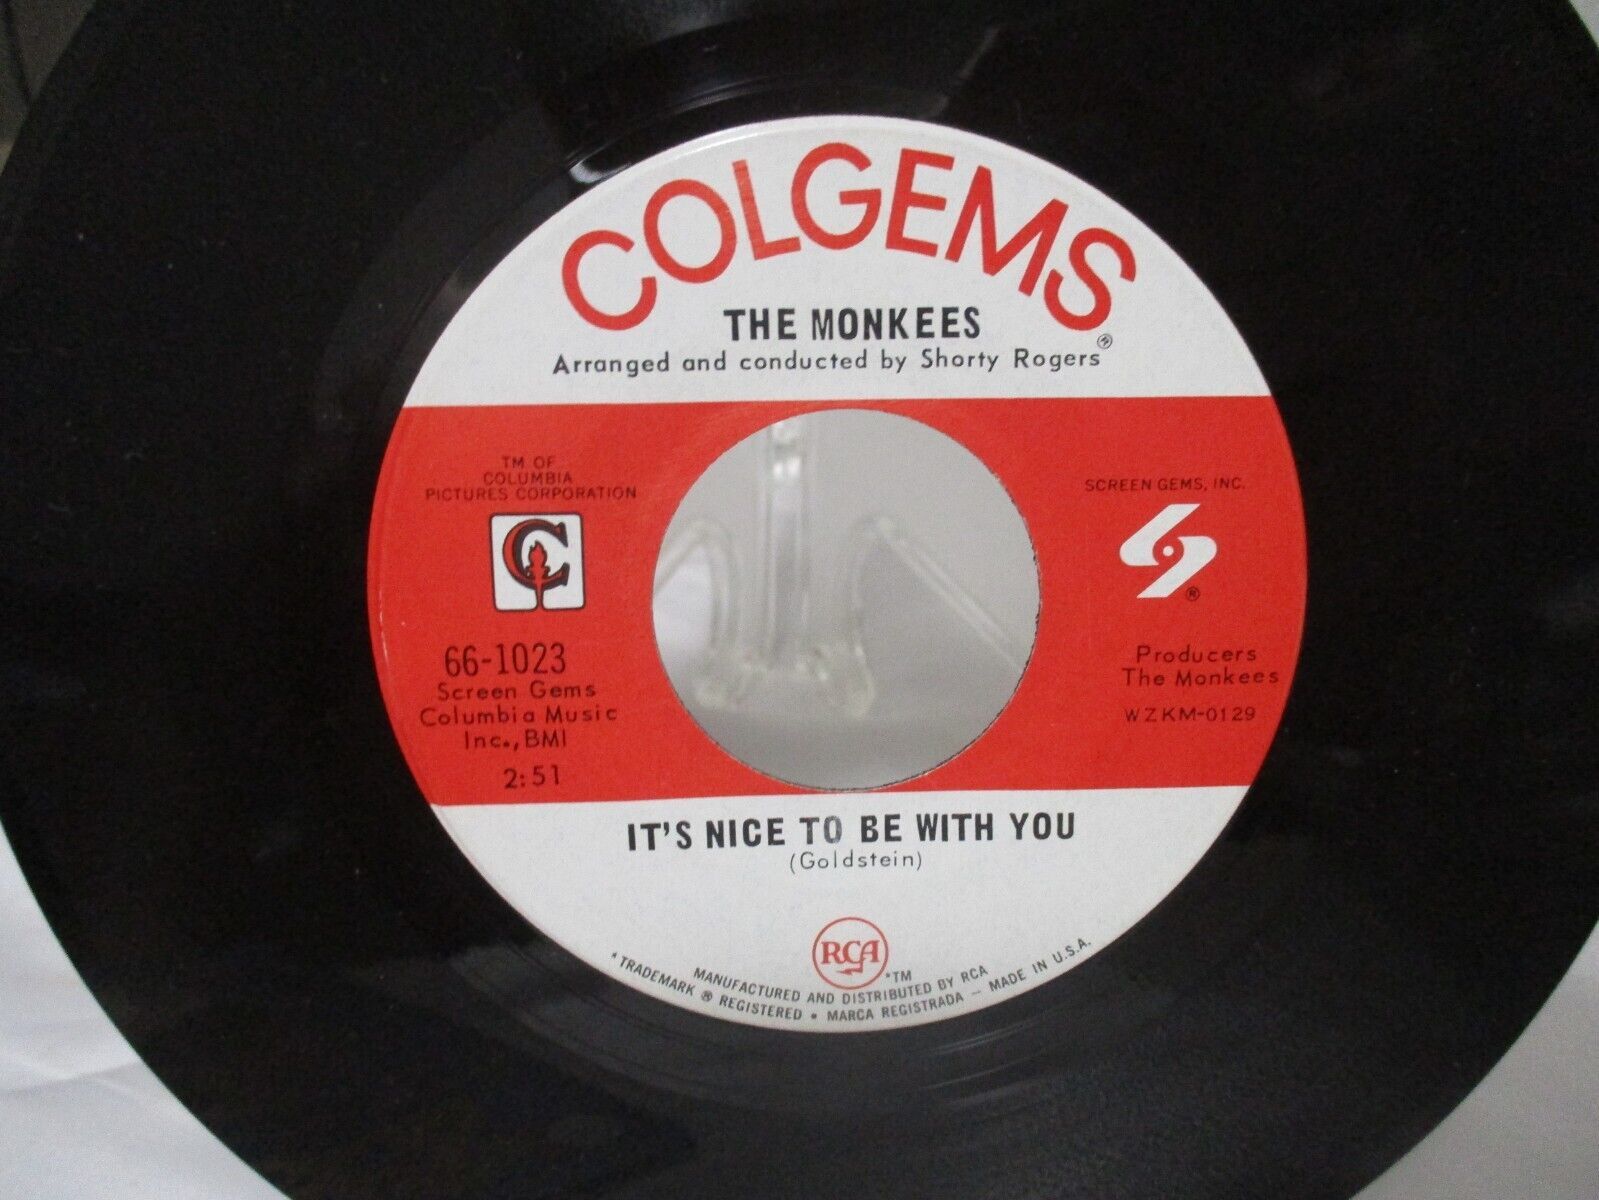 COLGEMS®
THE MONKEES
Arranged and conducted by Shorty Rogers
TM OF
COLUMBIA
PICTURES CORPORATION
C
66-1023
Screen Gems
Columbia Music
Inc., BMI
2:51
SCREEN GEMS, INC.
®
Producers
The Monkees
WZKM-0129
IT'S NICE TO BE WITH YOU
(Goldstein)
RCA
*TM
MANUFACTURED AND DISTRIBUTED BY RCA
*TRADEMARK ® REGISTERED • MARCA REGISTRADA — MADE IN U.S.A.